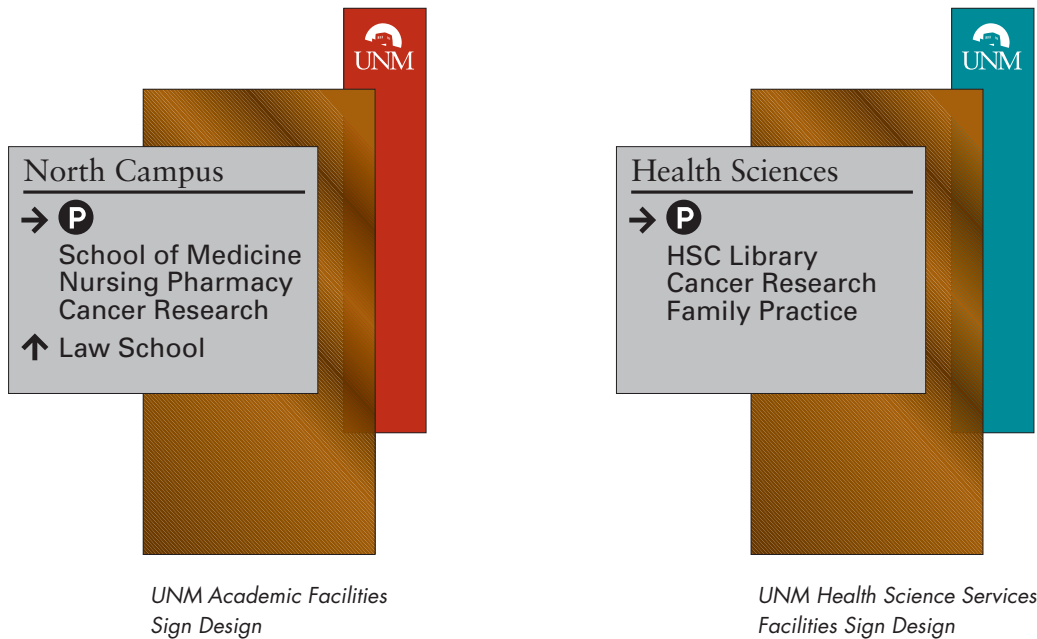 UNM
North Campus
P
School of Medicine
Nursing Pharmacy
Cancer Research
Law School
UNM Academic Facilities
Sign Design
UNM
Health Sciences
P
HSC Library
Cancer Research
Family Practice
UNM Health Science Services
Facilities Sign Design